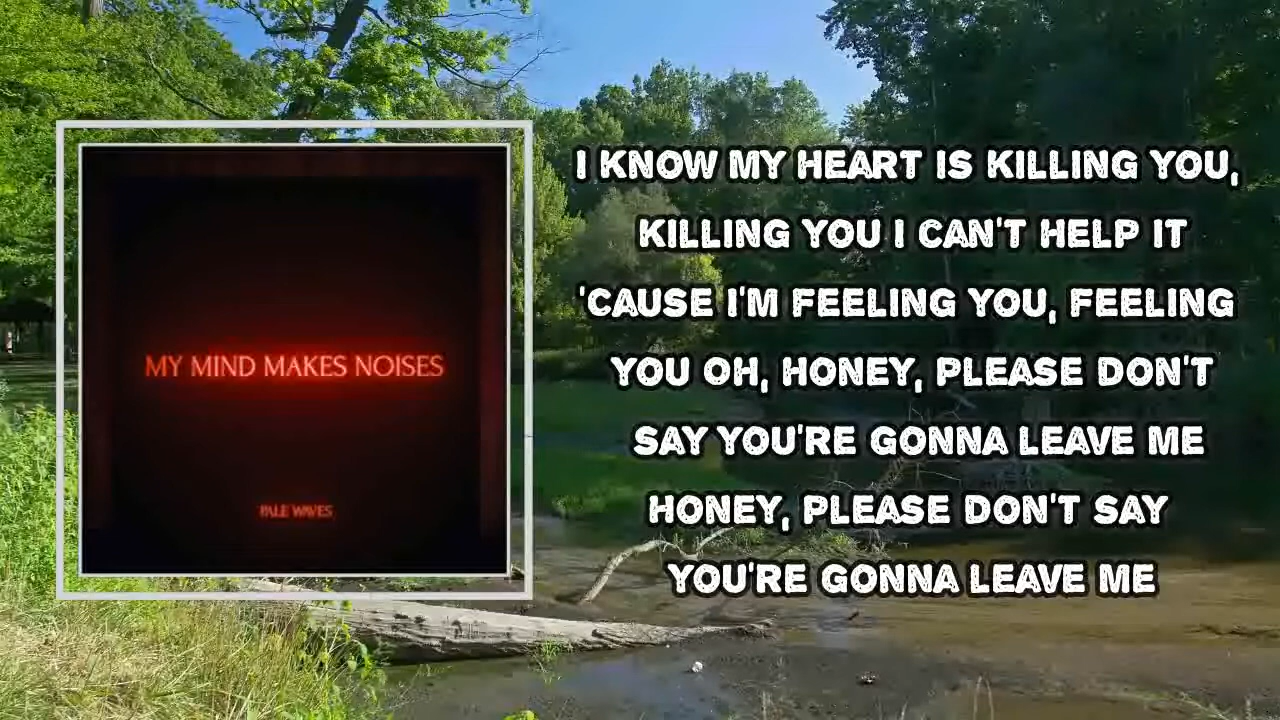 MY MIND MAKES NOISES
PALE WAVES
I KNOW MY HEART IS KILLING YOU,
KILLING YOU I CAN'T HELP IT
'CAUSE I'M FEELING YOU, FEELING
YOU OH, HONEY, PLEASE DON'T
SAY YOU'RE GONNA LEAVE ME
HONEY, PLEASE DON'T SAY
YOU'RE GONNA LEAVE ME